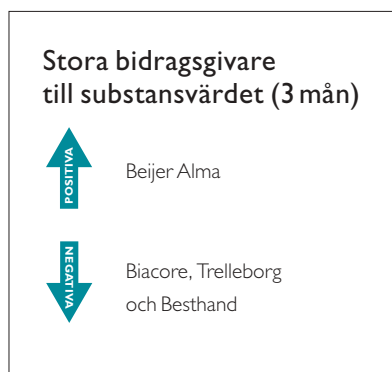 Stora bidragsgivare
till substansvärdet (3 mån)
POSITIVA
Beijer Alma
NEGATIVA
Biacore, Trelleborg
och Besthand